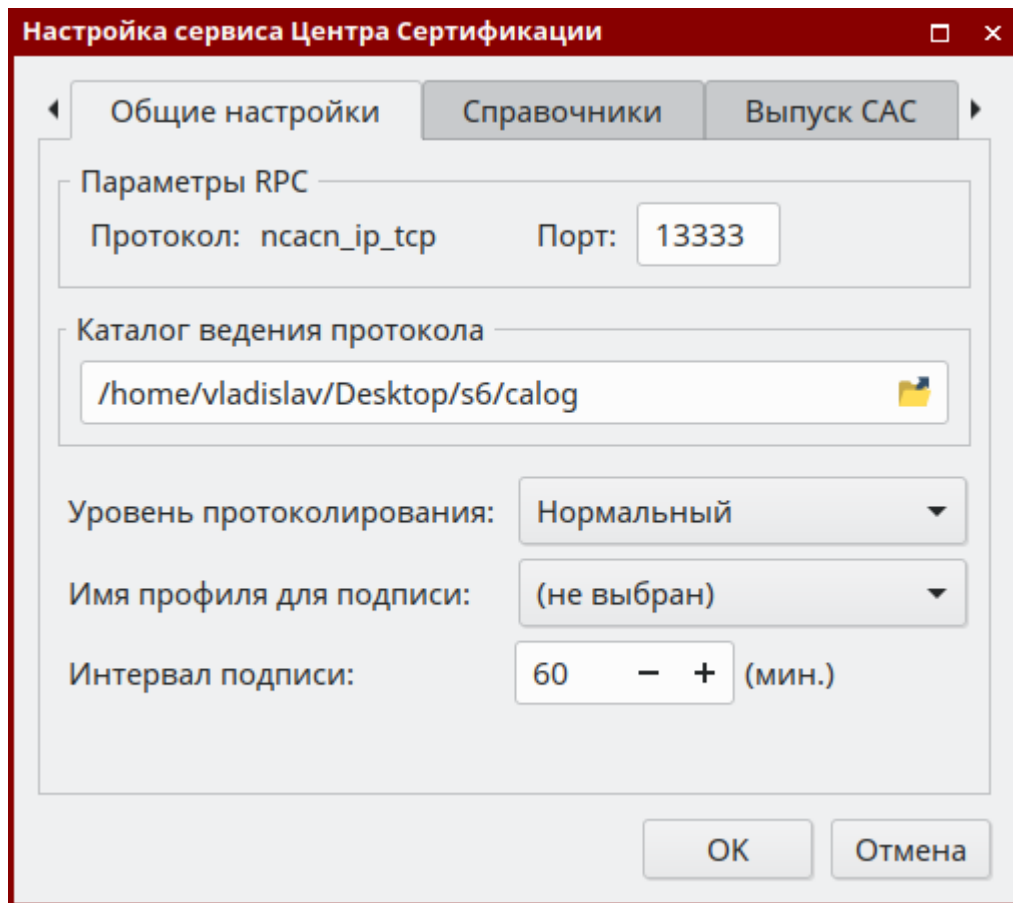 Настройка сервиса Центра Сертификации
Общие настройки Справочники Выпуск САС
Параметры RPC
Протокол: ncacn_ip_tcp Порт: 13333
Каталог ведения протокола
/home/vladislav/Desktop/s6/calog
Уровень протоколирования: Нормальный
Имя профиля для подписи: (не выбран)
Интервал подписи: 60 − + (мин.)
OK Отмена